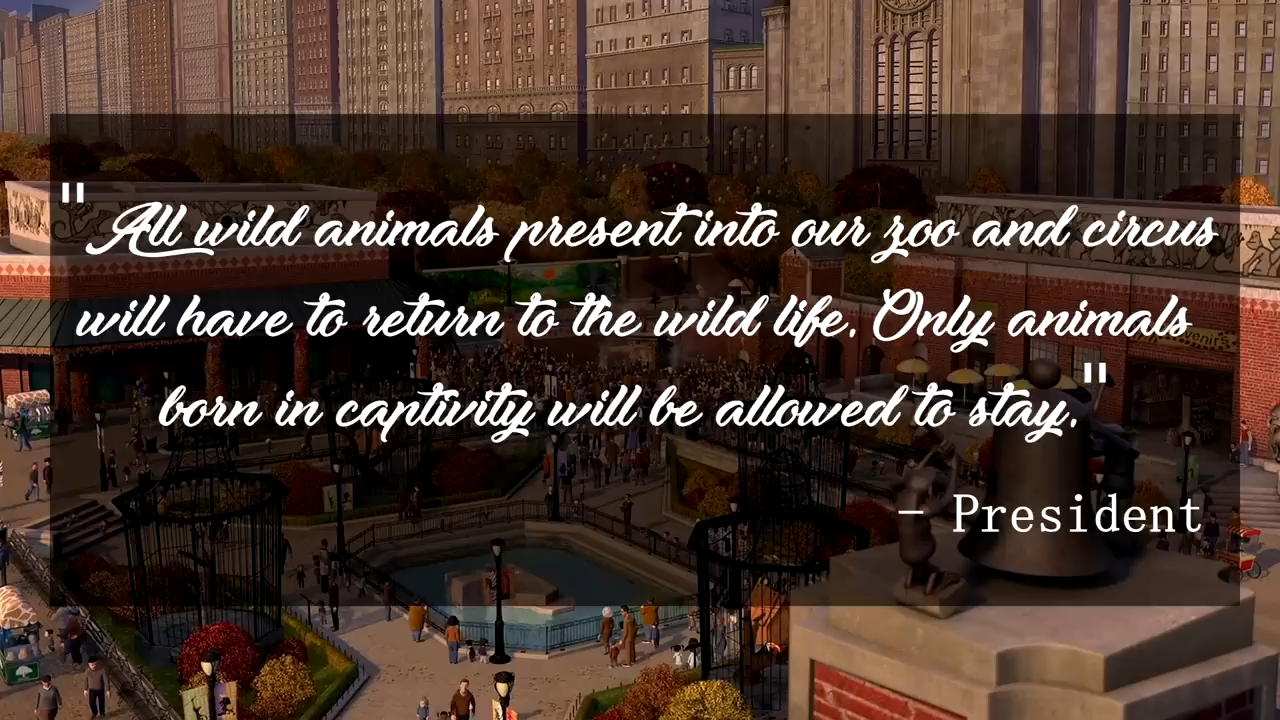 "All wild animals present into our zoo and circus
will have to return to the wild life. Only animals
born in captivity will be allowed to stay."
- President